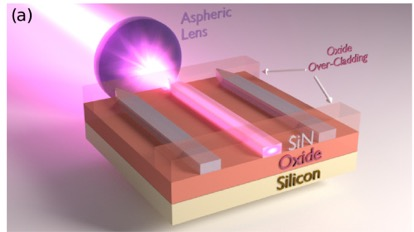 (a)
Aspheric
Lens
Oxide
Over-Cladding
SiN
Oxide
Silicon